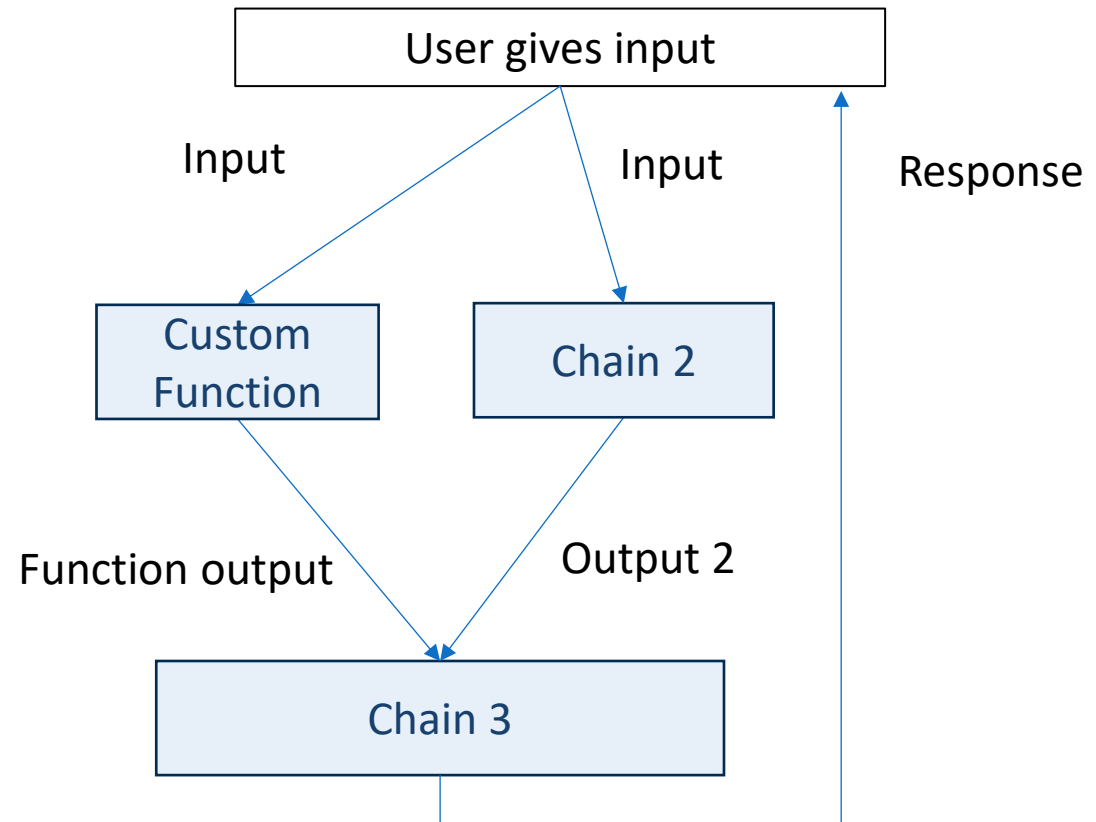 User gives input
Input
Input
Response
Custom
Function
Chain 2
Function output
Output 2
Chain 3